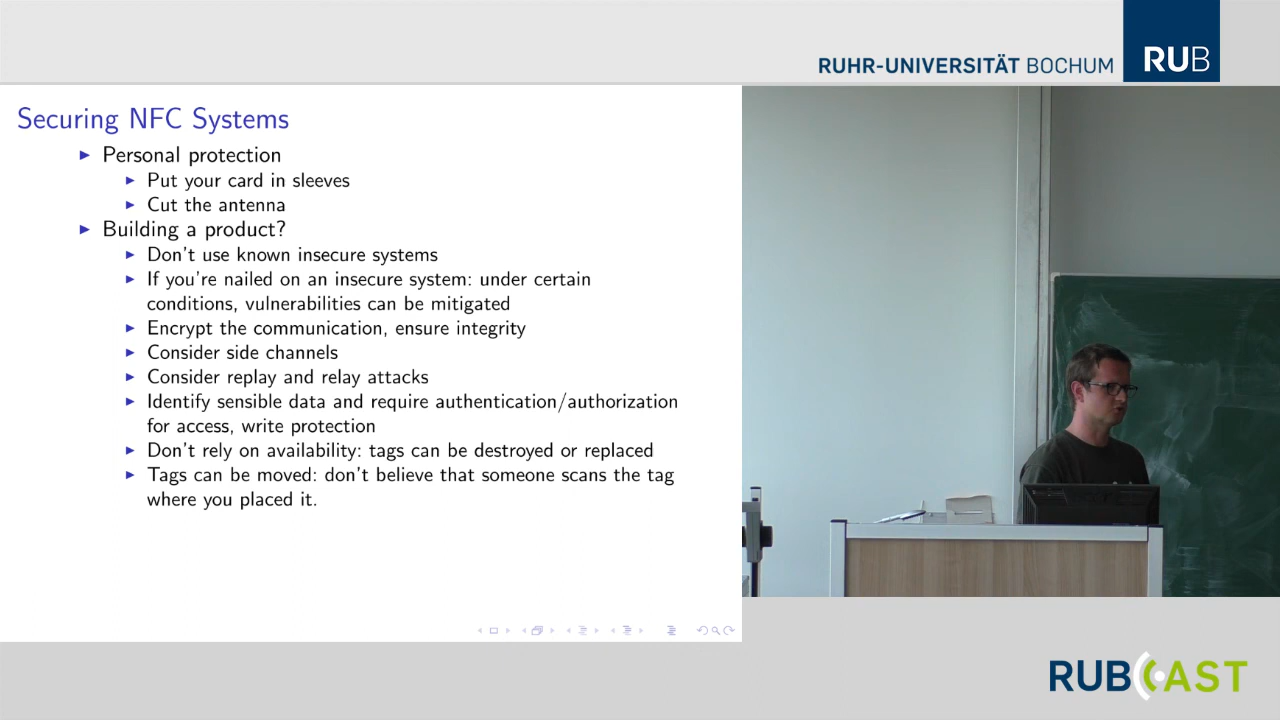 RUHR-UNIVERSITÄT BOCHUM
RUB
Securing NFC Systems
Personal protection
Put your card in sleeves
Cut the antenna
Building a product?
Don't use known insecure systems
If you're nailed on an insecure system: under certain
conditions, vulnerabilities can be mitigated
Encrypt the communication, ensure integrity
Consider side channels
Consider replay and relay attacks
Identify sensible data and require authentication/authorization
for access, write protection
Don't rely on availability: tags can be destroyed or replaced
Tags can be moved: don't believe that someone scans the tag
where you placed it.
RUBCAST